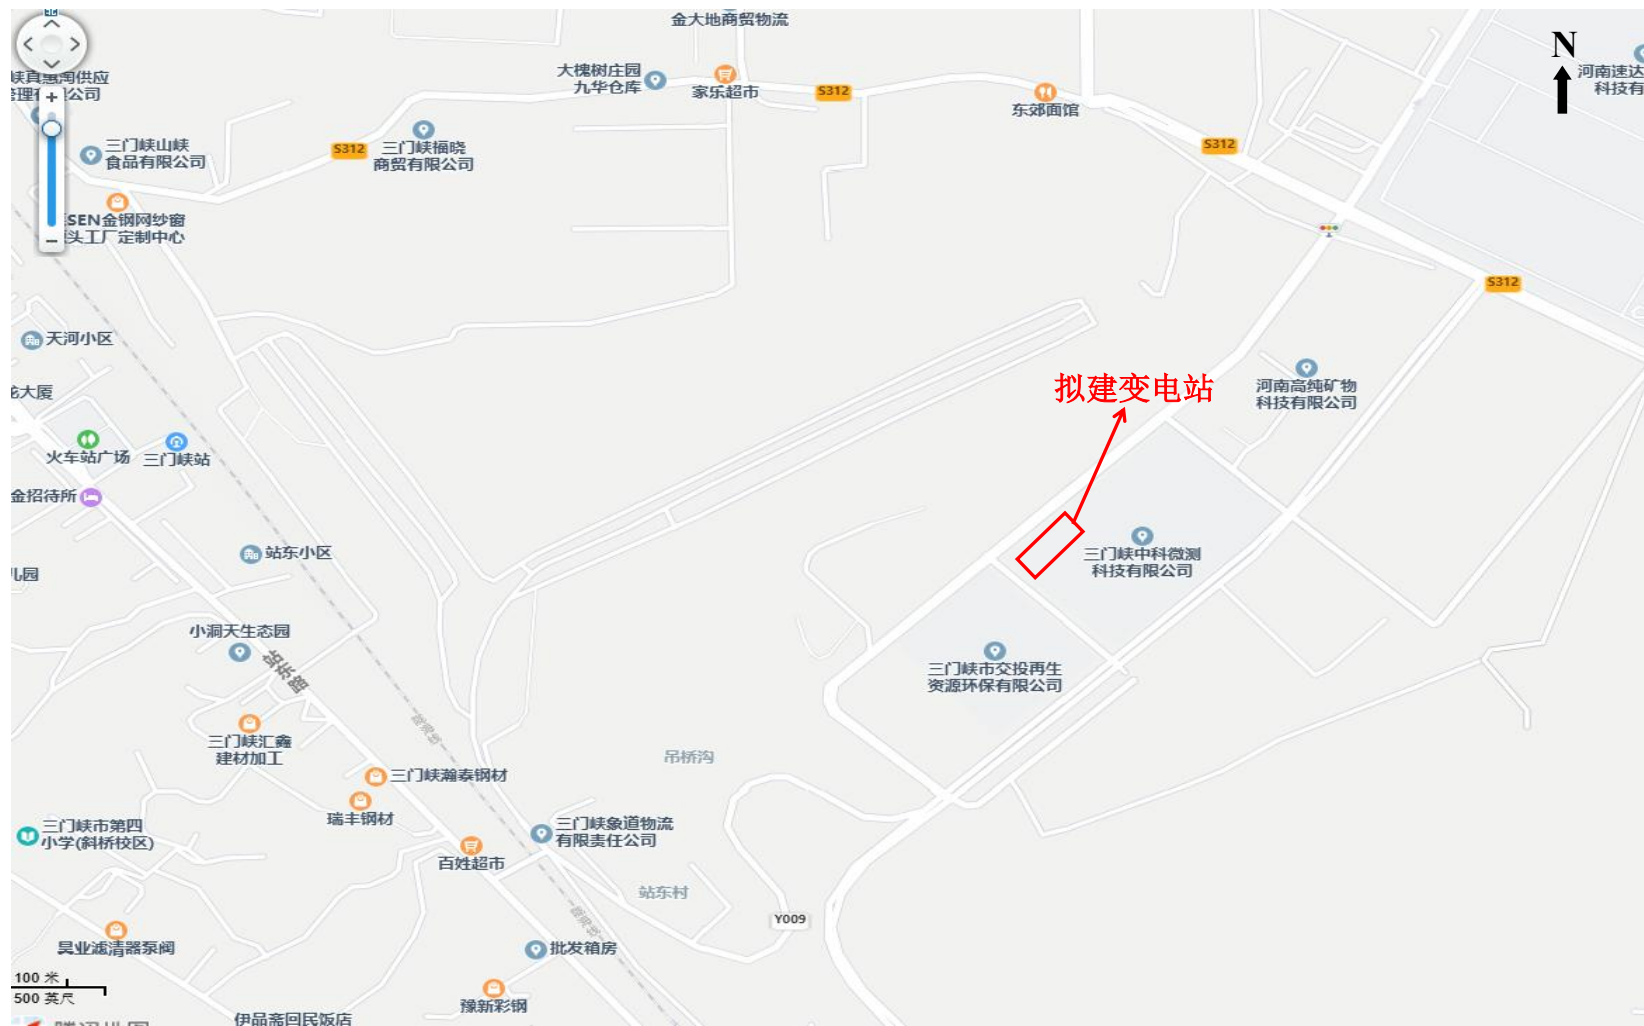 金大地商贸物流
N
河南速达
科技有
大槐树庄园
九华仓库
家乐超市
S312
东郊面馆
峡真惠淘供应
公司
三门峡山峡
食品有限公司
S312
三门峡福晓
商贸有限公司
S312
SEN金钢网纱窗
头工厂定制中心
S312
天河小区
河南高纯矿物
科技有限公司
拟建变电站
大厦
火车站广场
三门峡站
金招待所
站东小区
三门峡中科微测
科技有限公司
儿园
小洞天生态园
站东路
三门峡市交投再生
资源环保有限公司
三门峡汇鑫
建材加工
吊桥沟
三门峡瀚泰钢材
瑞丰钢材
三门峡市第四
小学(斜桥校区)
三门峡象道物流
有限责任公司
百姓超市
站东村
Y009
昊业滤清器泵阀
批发箱房
100 米
500 英尺
豫新彩钢
伊品斋回民饭店